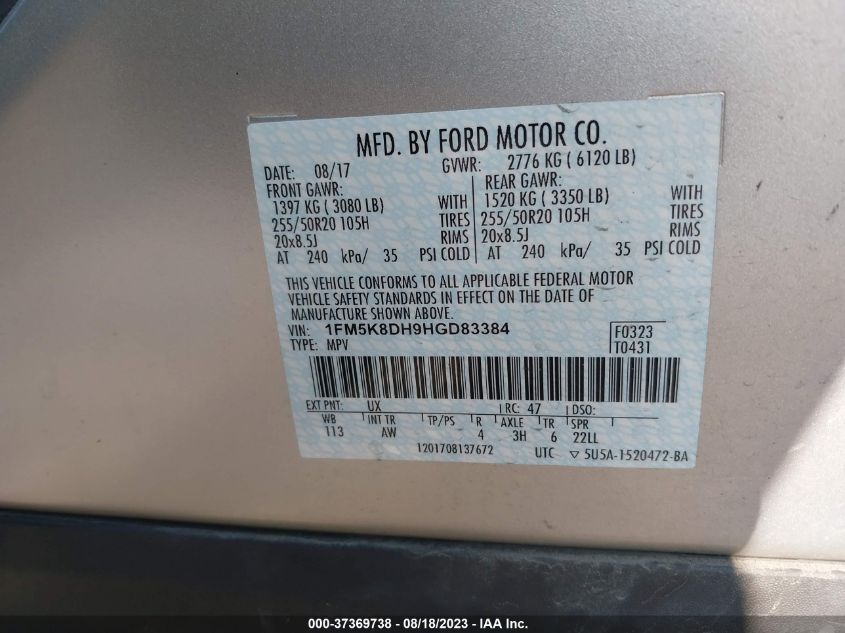 MFD. BY FORD MOTOR CO.
DATE: 08/17 GVWR: 2776 KG ( 6120 LB)
FRONT GAWR: REAR GAWR:
1397 KG ( 3080 LB) WITH 1520 KG ( 3350 LB) WITH
255/50R20 105H TIRES 255/50R20 105H TIRES
20x8.5J RIMS 20x8.5J RIMS
AT 240 kPa/ 35 PSI COLD AT 240 kPa/ 35 PSI COLD
THIS VEHICLE CONFORMS TO ALL APPLICABLE FEDERAL MOTOR
VEHICLE SAFETY STANDARDS IN EFFECT ON THE DATE OF
MANUFACTURE SHOWN ABOVE.
VIN: 1FM5K8DH9HGD83384 F0323
TYPE: MPV T0431
EXT PNT: UX RC: 47 DSO:
WB INT TR TP/PS R AXLE TR SPR
113 AW 4 3H 6 22LL
1201708137672 UTC ▽ 5U5A-1520472-BA
000-37369738 - 08/18/2023 - IAAI.com